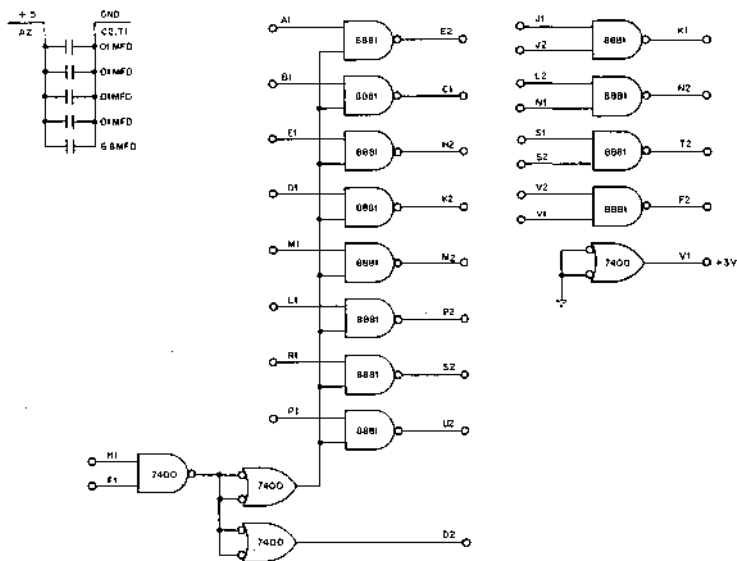 +5 GND
A2 C2,T1
.01MFD
.01MFD
.01MFD
.01MFD
6.8MFD
A1 8881 E2
B1 8881 C1
E1 8881 H2
D1 8881 K2
M1 8881 M2
L1 8881 P2
R1 8881 S2
P1 8881 U2
H1
F1
7400
7400
7400 D2
J1
J2
8881 K1
L2
N1
8881 N2
S1
S2
8881 T2
V2
V1
8881 F2
7400 V1 +3V